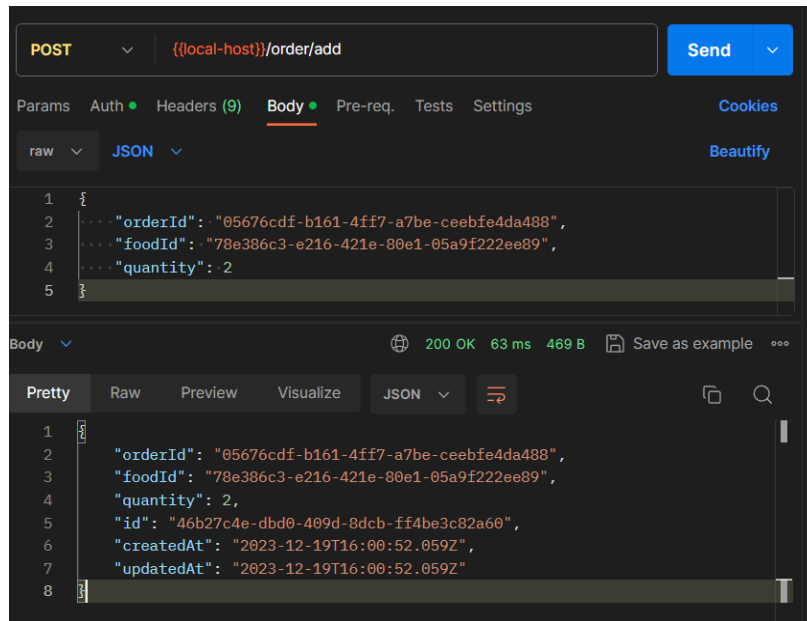 POST {{local-host}}/order/add Send
Params Auth Headers (9) Body Pre-req. Tests Settings Cookies
raw JSON Beautify
1 {
2 "orderId": "05676cdf-b161-4ff7-a7be-ceebfe4da488",
3 "foodId": "78e386c3-e216-421e-80e1-05a9f222ee89",
4 "quantity": 2
5 }
Body 200 OK 63 ms 469 B Save as example
Pretty Raw Preview Visualize JSON
1 {
2 "orderId": "05676cdf-b161-4ff7-a7be-ceebfe4da488",
3 "foodId": "78e386c3-e216-421e-80e1-05a9f222ee89",
4 "quantity": 2,
5 "id": "46b27c4e-dbd0-409d-8dcb-ff4be3c82a60",
6 "createdAt": "2023-12-19T16:00:52.059Z",
7 "updatedAt": "2023-12-19T16:00:52.059Z"
8 }